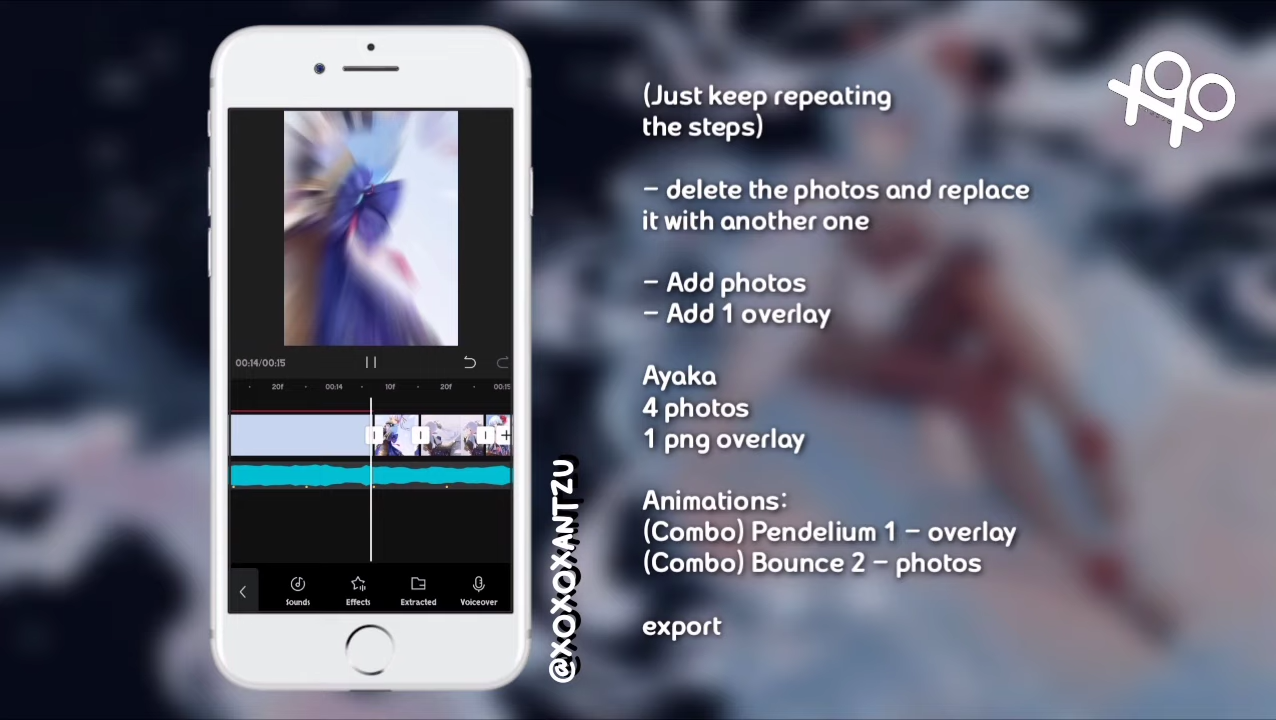 (Just keep repeating
the steps)
- delete the photos and replace
it with another one
- Add photos
- Add 1 overlay
Ayaka
4 photos
1 png overlay
Animations:
(Combo) Pendelium 1 - overlay
(Combo) Bounce 2 - photos
export
@XOXOXANTZU
XOXO
00:14/00:15
20f
00:14
10f
20f
00:15
Sounds
Effects
Extracted
Voiceover